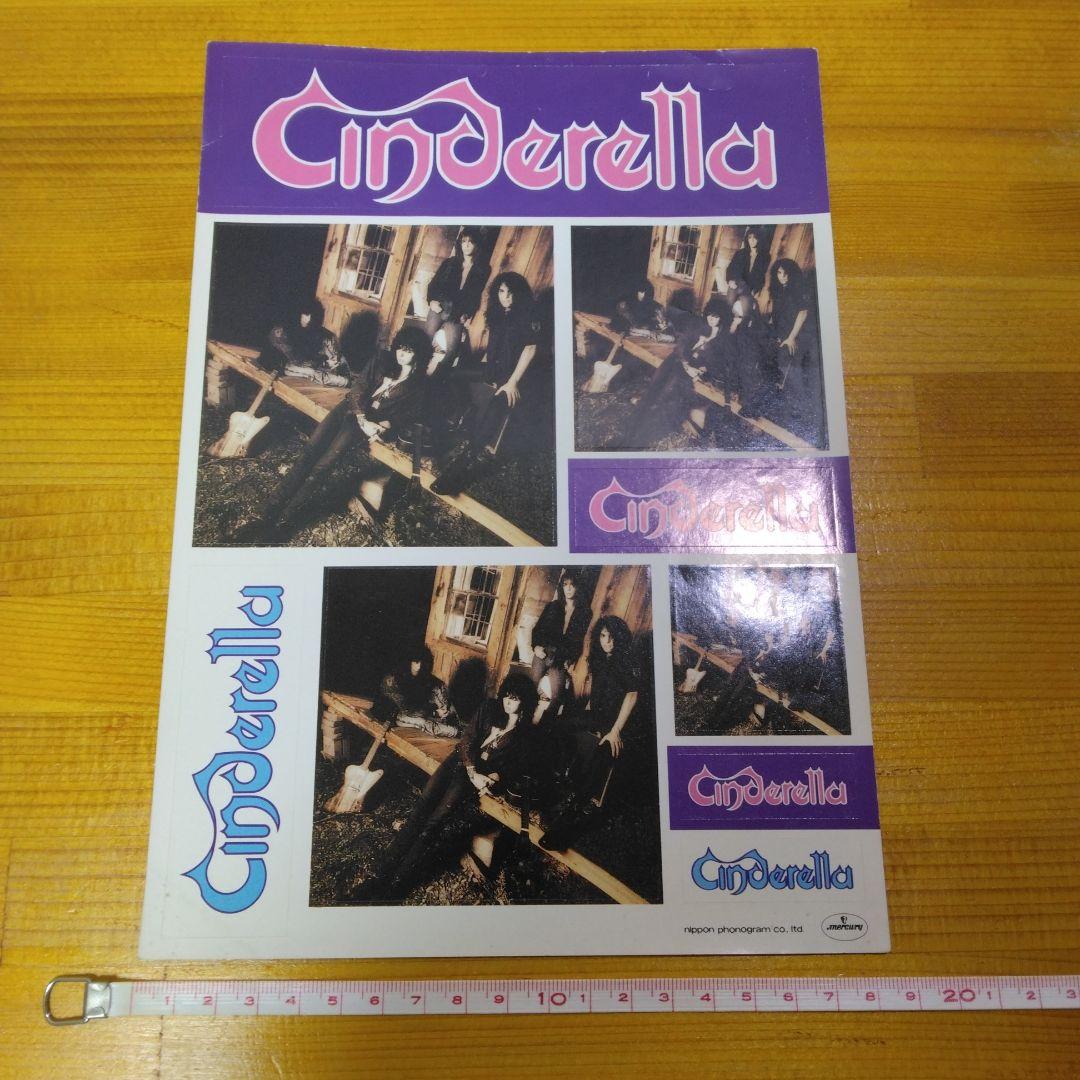 Cinderella
Cinderella
Cinderella
Cinderella
Cinderella
nippon phonogram co., ltd.
mercury
1 2 3 4 5 6 7 8 9 10 1 2 3 4 5 6 7 8 9 20 1 2 3